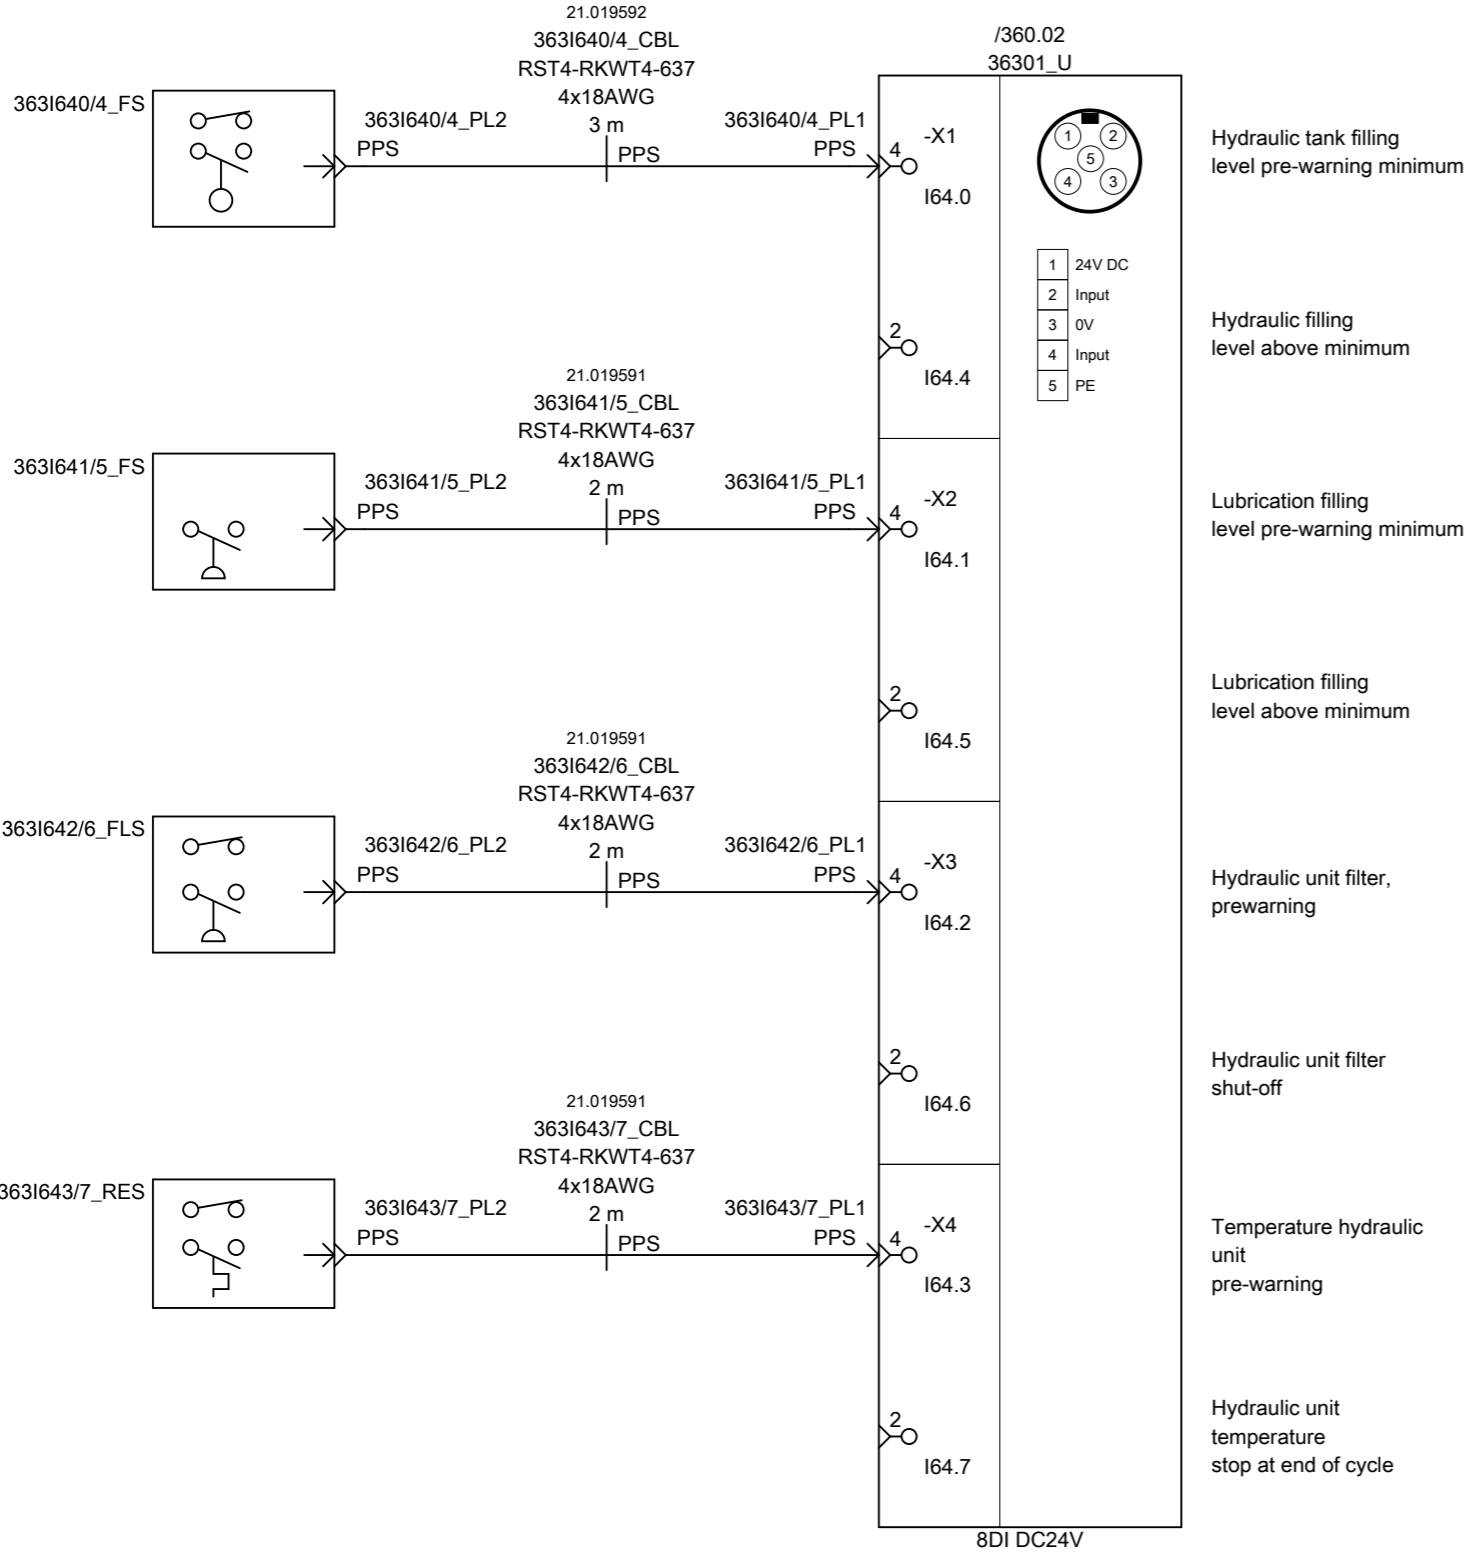 21.019592
363I640/4_CBL
RST4-RKWT4-637
4x18AWG
3 m
/360.02
36301_U
363I640/4_FS
363I640/4_PL2
PPS
PPS
363I640/4_PL1
PPS
4
-X1
I64.0
1
2
5
4
3
Hydraulic tank filling
level pre-warning minimum
1 24V DC
2 Input
3 0V
4 Input
5 PE
2
I64.4
Hydraulic filling
level above minimum
21.019591
363I641/5_CBL
RST4-RKWT4-637
4x18AWG
2 m
363I641/5_FS
363I641/5_PL2
PPS
PPS
363I641/5_PL1
PPS
4
-X2
I64.1
Lubrication filling
level pre-warning minimum
2
I64.5
Lubrication filling
level above minimum
21.019591
363I642/6_CBL
RST4-RKWT4-637
4x18AWG
2 m
363I642/6_FLS
363I642/6_PL2
PPS
PPS
363I642/6_PL1
PPS
4
-X3
I64.2
Hydraulic unit filter,
prewarning
2
I64.6
Hydraulic unit filter
shut-off
21.019591
363I643/7_CBL
RST4-RKWT4-637
4x18AWG
2 m
363I643/7_RES
363I643/7_PL2
PPS
PPS
363I643/7_PL1
PPS
4
-X4
I64.3
Temperature hydraulic
unit
pre-warning
2
I64.7
Hydraulic unit
temperature
stop at end of cycle
8DI DC24V